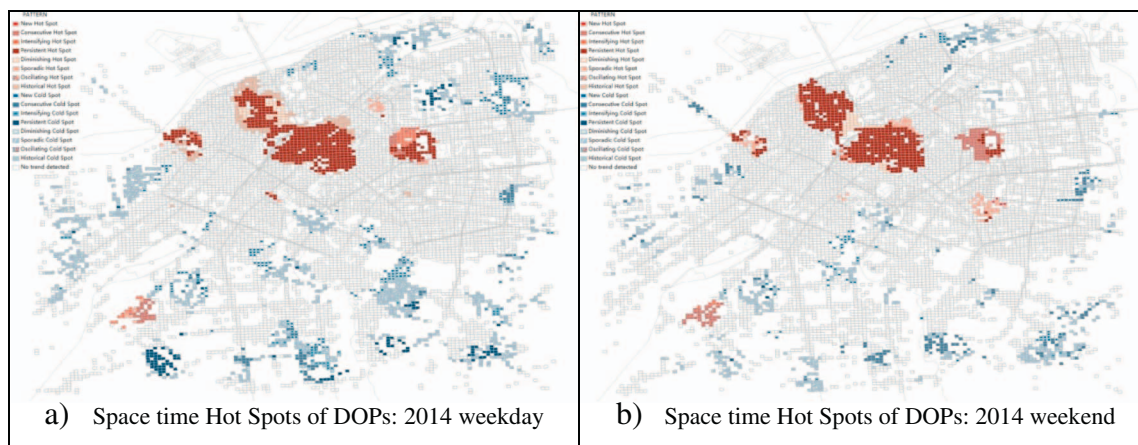 PATTERN
New Hot Spot
Consecutive Hot Spot
Intensifying Hot Spot
Persistent Hot Spot
Diminishing Hot Spot
Sporadic Hot Spot
Oscillating Hot Spot
Historical Hot Spot
New Cold Spot
Consecutive Cold Spot
Intensifying Cold Spot
Persistent Cold Spot
Diminishing Cold Spot
Sporadic Cold Spot
Oscillating Cold Spot
Historical Cold Spot
No trend detected
a) Space time Hot Spots of DOPs: 2014 weekday
PATTERN
New Hot Spot
Consecutive Hot Spot
Intensifying Hot Spot
Persistent Hot Spot
Diminishing Hot Spot
Sporadic Hot Spot
Oscillating Hot Spot
Historical Hot Spot
New Cold Spot
Consecutive Cold Spot
Intensifying Cold Spot
Persistent Cold Spot
Diminishing Cold Spot
Sporadic Cold Spot
Oscillating Cold Spot
Historical Cold Spot
No trend detected
b) Space time Hot Spots of DOPs: 2014 weekend